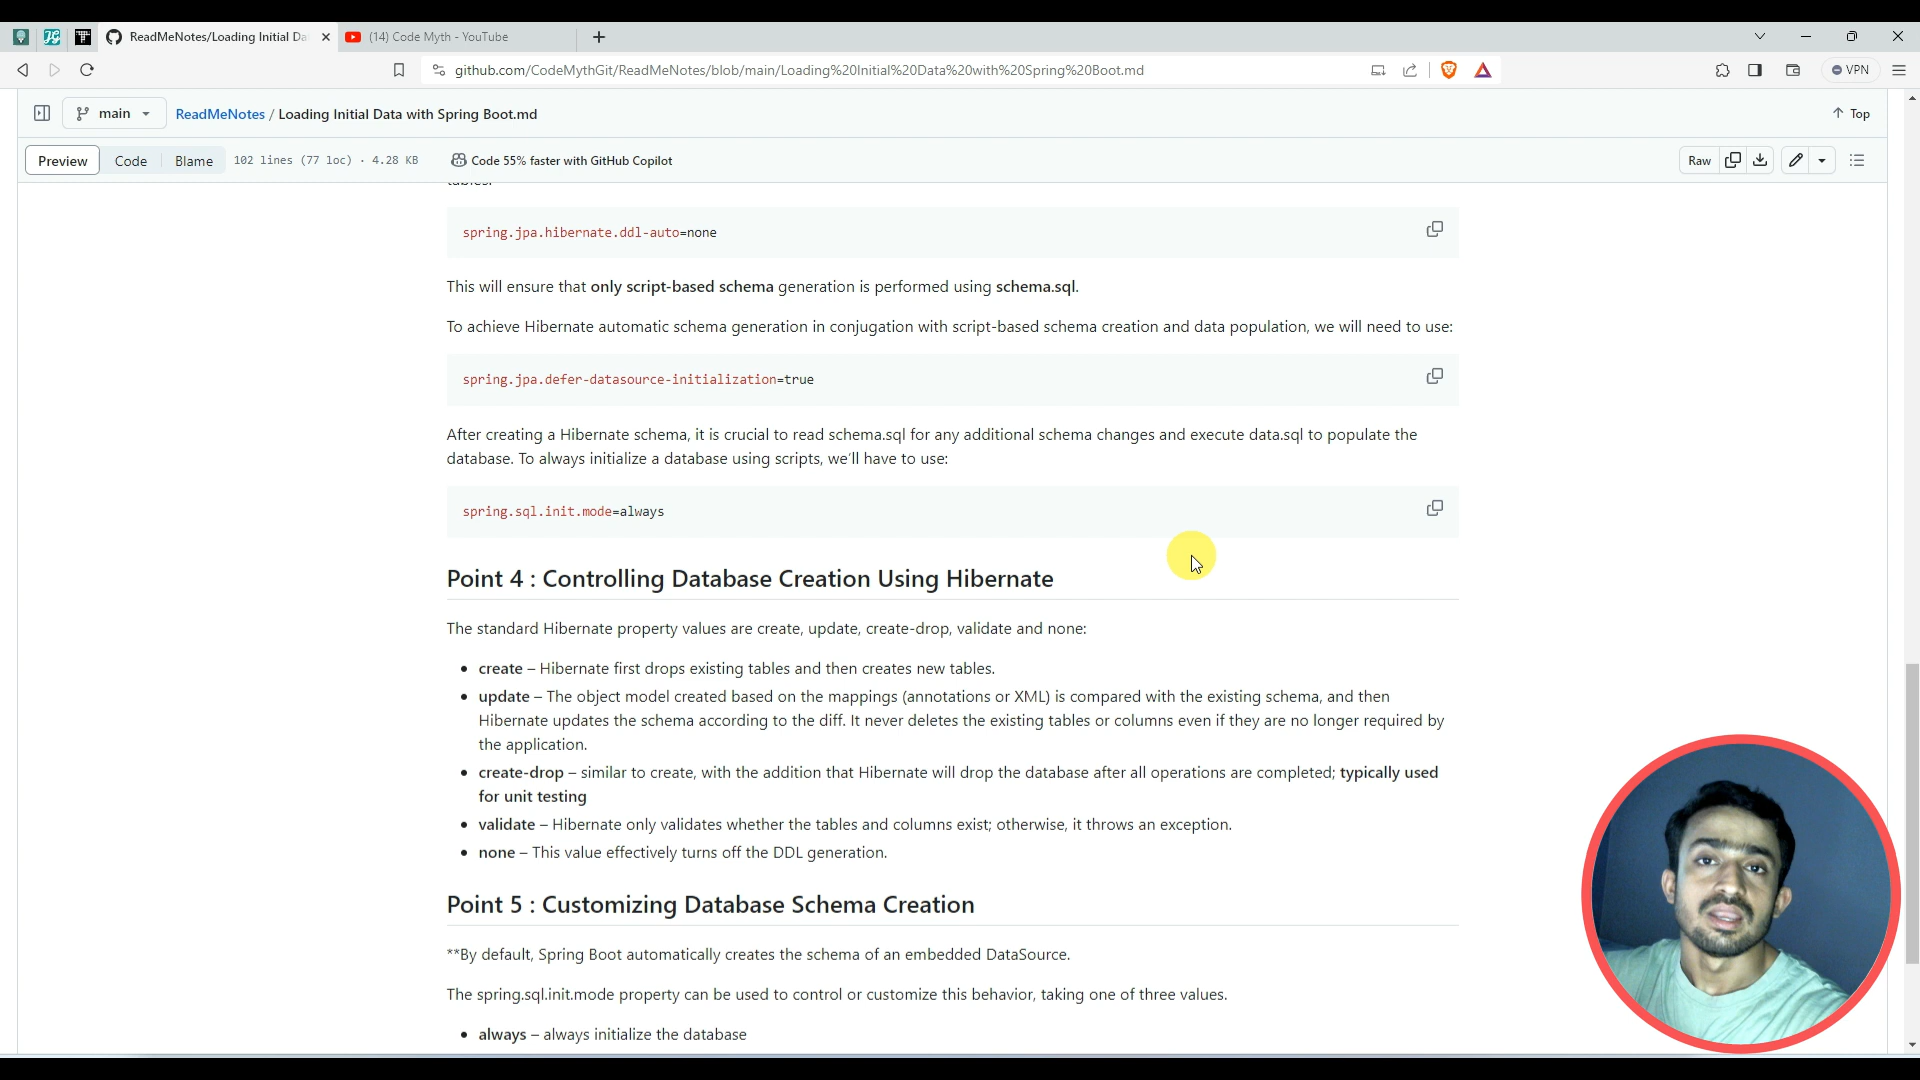 ReadMeNotes/Loading Initial Da
(14) Code Myth - YouTube
github.com/CodeMythGit/ReadMeNotes/blob/main/Loading%20Initial%20Data%20with%20Spring%20Boot.md
VPN
main
ReadMeNotes / Loading Initial Data with Spring Boot.md
Top
Preview Code Blame 102 lines (77 loc) · 4.28 KB Code 55% faster with GitHub Copilot Raw
tables.
spring.jpa.hibernate.ddl-auto=none
This will ensure that only script-based schema generation is performed using schema.sql.
To achieve Hibernate automatic schema generation in conjugation with script-based schema creation and data population, we will need to use:
spring.jpa.defer-datasource-initialization=true
After creating a Hibernate schema, it is crucial to read schema.sql for any additional schema changes and execute data.sql to populate the
database. To always initialize a database using scripts, we'll have to use:
spring.sql.init.mode=always
Point 4 : Controlling Database Creation Using Hibernate
The standard Hibernate property values are create, update, create-drop, validate and none:
• create – Hibernate first drops existing tables and then creates new tables.
• update – The object model created based on the mappings (annotations or XML) is compared with the existing schema, and then
Hibernate updates the schema according to the diff. It never deletes the existing tables or columns even if they are no longer required by
the application.
• create-drop – similar to create, with the addition that Hibernate will drop the database after all operations are completed; typically used
for unit testing
• validate – Hibernate only validates whether the tables and columns exist; otherwise, it throws an exception.
• none – This value effectively turns off the DDL generation.
Point 5 : Customizing Database Schema Creation
**By default, Spring Boot automatically creates the schema of an embedded DataSource.
The spring.sql.init.mode property can be used to control or customize this behavior, taking one of three values.
• always – always initialize the database